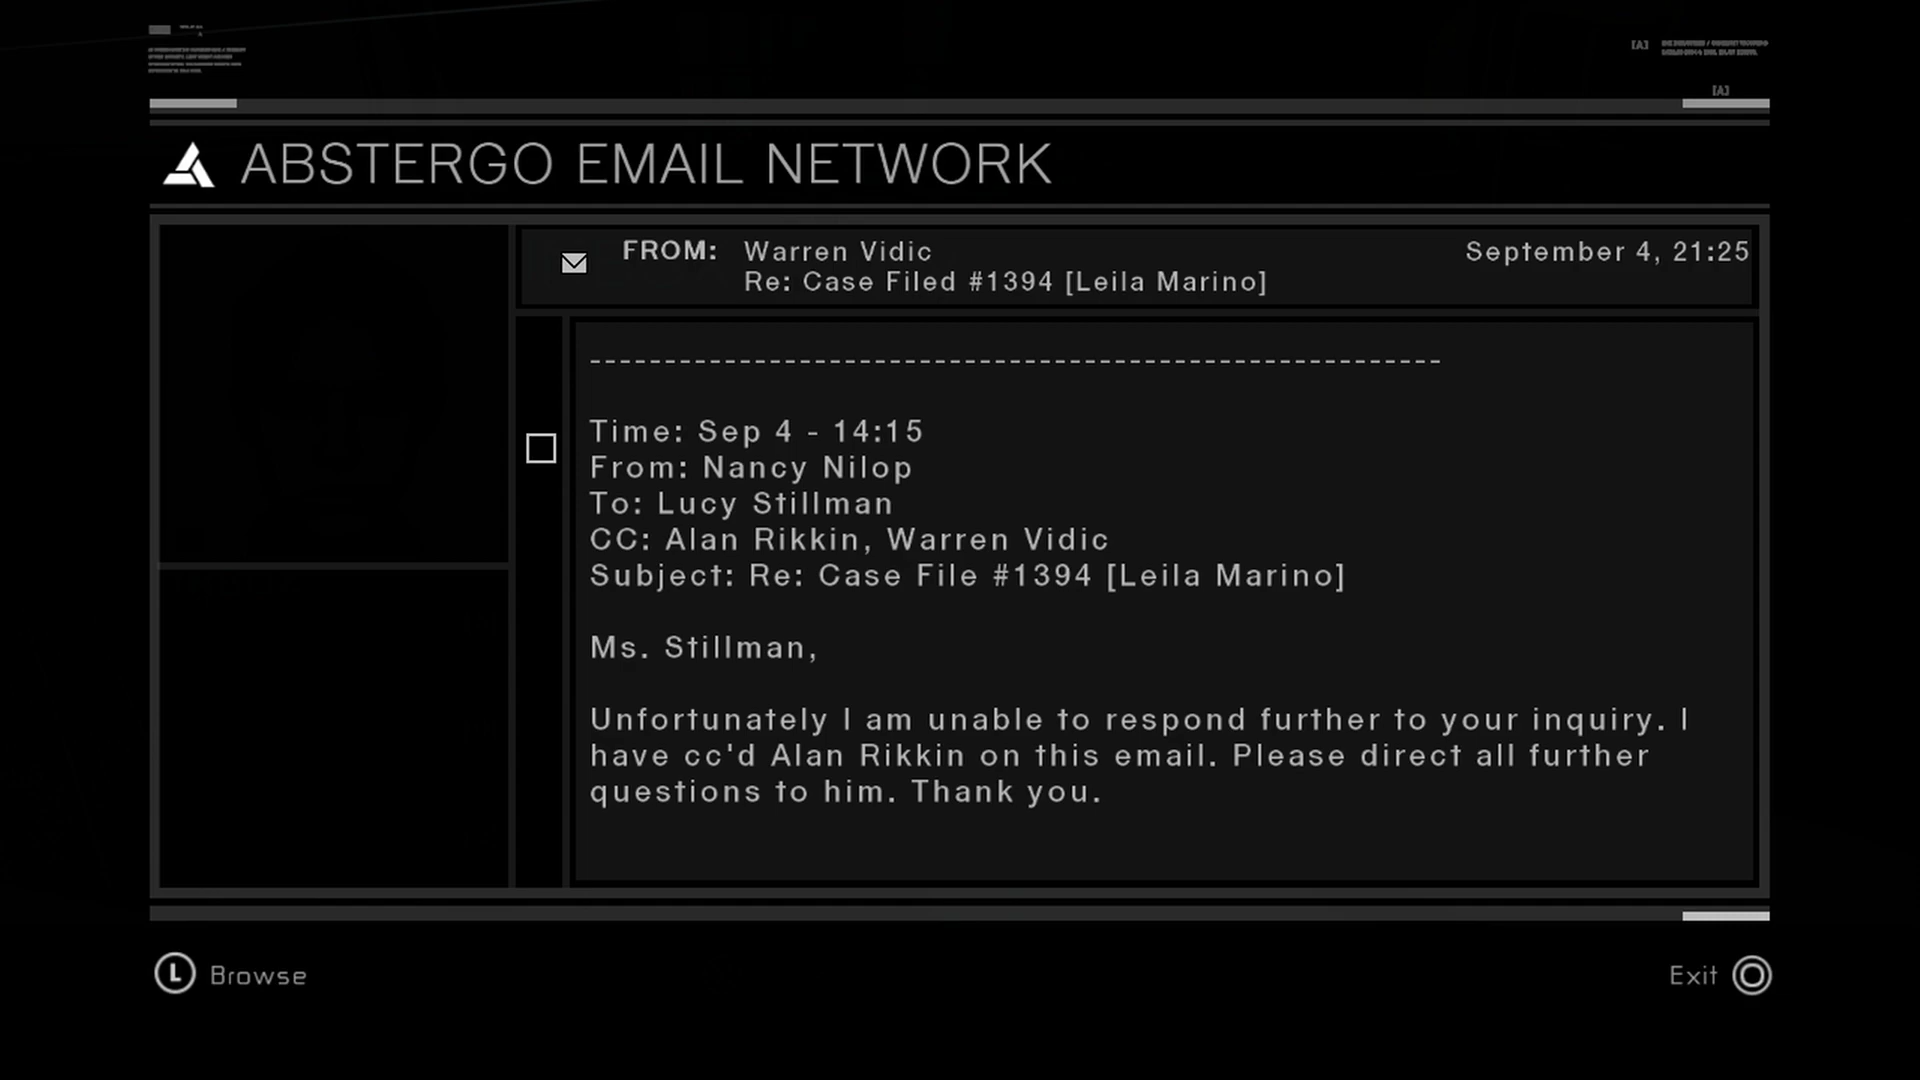 [A]
[A]
ABSTERGO EMAIL NETWORK
FROM: Warren Vidic September 4, 21:25
Re: Case Filed #1394 [Leila Marino]
------------------------------------------------------------
Time: Sep 4 - 14:15
From: Nancy Nilop
To: Lucy Stillman
CC: Alan Rikkin, Warren Vidic
Subject: Re: Case File #1394 [Leila Marino]
Ms. Stillman,
Unfortunately I am unable to respond further to your inquiry. I
have cc'd Alan Rikkin on this email. Please direct all further
questions to him. Thank you.
L Browse
Exit